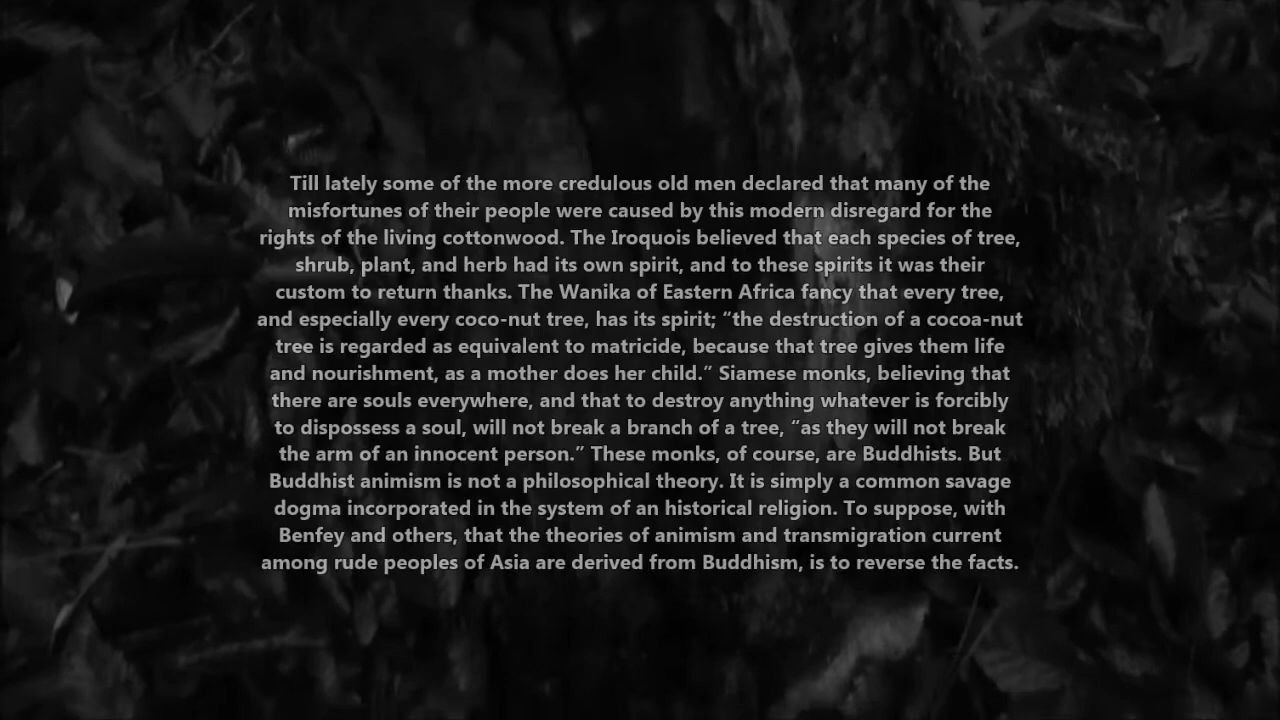 Till lately some of the more credulous old men declared that many of the
misfortunes of their people were caused by this modern disregard for the
rights of the living cottonwood. The Iroquois believed that each species of tree,
shrub, plant, and herb had its own spirit, and to these spirits it was their
custom to return thanks. The Wanika of Eastern Africa fancy that every tree,
and especially every coco-nut tree, has its spirit; “the destruction of a cocoa-nut
tree is regarded as equivalent to matricide, because that tree gives them life
and nourishment, as a mother does her child.” Siamese monks, believing that
there are souls everywhere, and that to destroy anything whatever is forcibly
to dispossess a soul, will not break a branch of a tree, “as they will not break
the arm of an innocent person.” These monks, of course, are Buddhists. But
Buddhist animism is not a philosophical theory. It is simply a common savage
dogma incorporated in the system of an historical religion. To suppose, with
Benfey and others, that the theories of animism and transmigration current
among rude peoples of Asia are derived from Buddhism, is to reverse the facts.